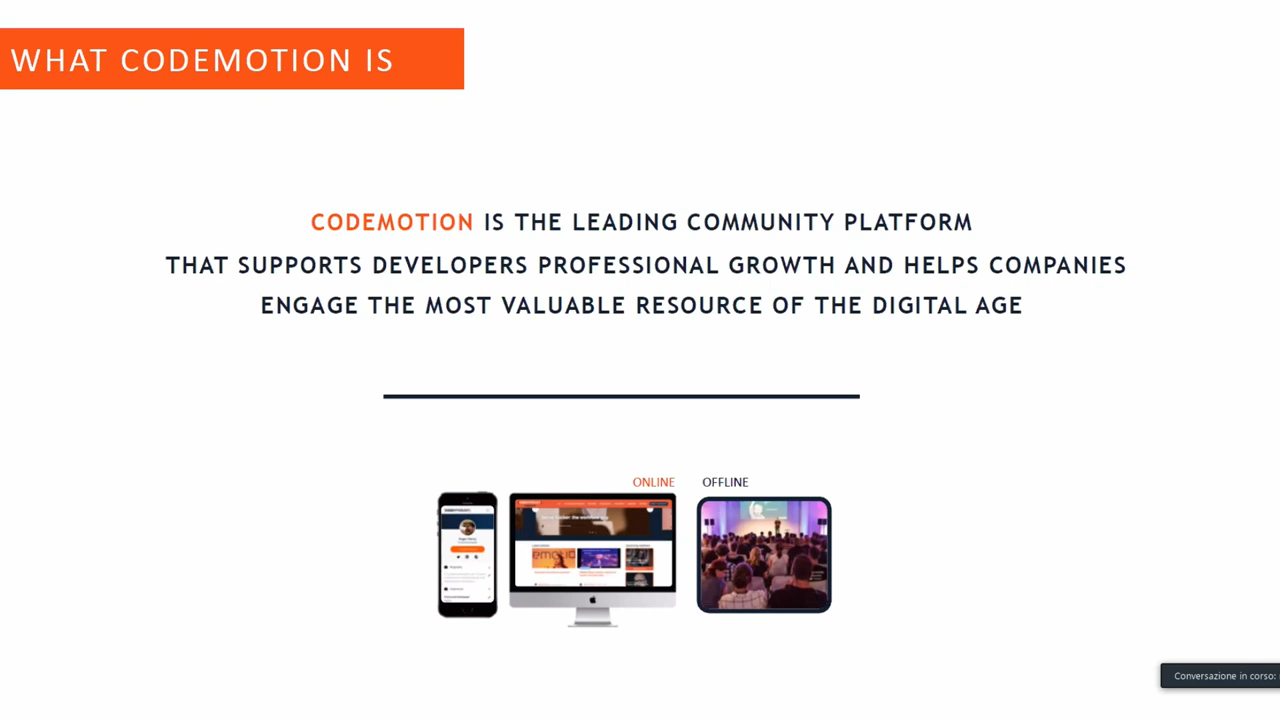 WHAT CODEMOTION IS
CODEMOTION IS THE LEADING COMMUNITY PLATFORM
THAT SUPPORTS DEVELOPERS PROFESSIONAL GROWTH AND HELPS COMPANIES
ENGAGE THE MOST VALUABLE RESOURCE OF THE DIGITAL AGE
ONLINE
OFFLINE
Conversazione in corso: